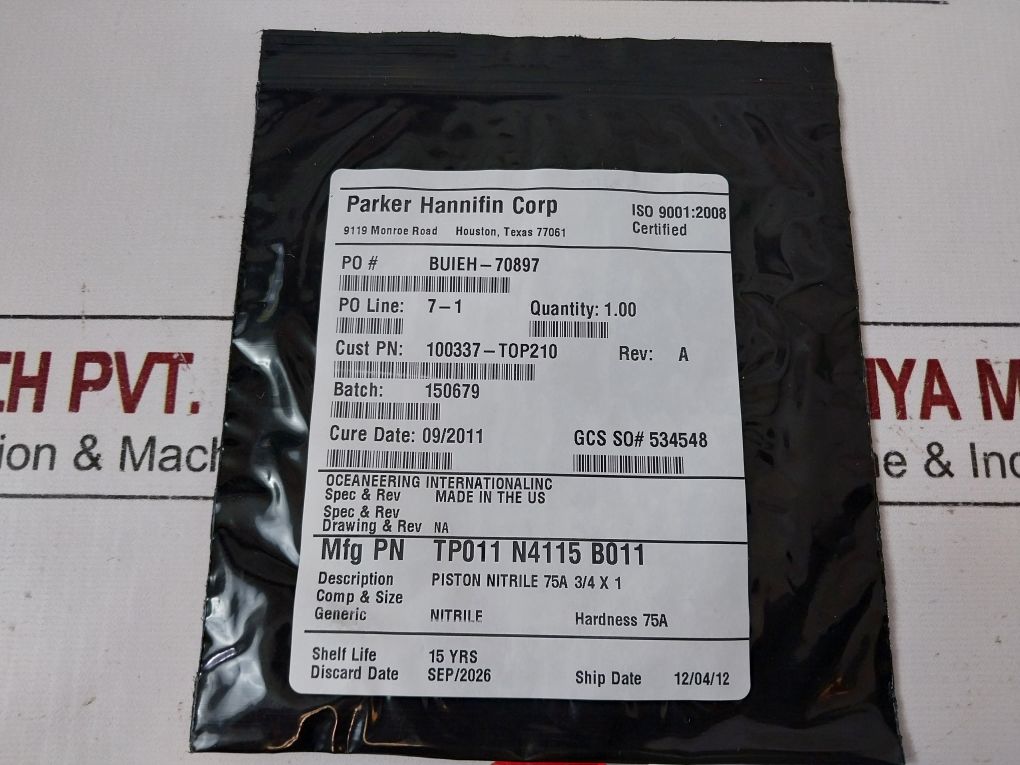 Parker Hannifin Corp
ISO 9001:2008
Certified
9119 Monroe Road Houston, Texas 77061
PO # BUIEH-70897
PO Line: 7-1 Quantity: 1.00
Cust PN: 100337-TOP210 Rev: A
Batch: 150679
Cure Date: 09/2011 GCS SO# 534548
OCEANEERING INTERNATIONALINC
Spec & Rev MADE IN THE US
Spec & Rev
Drawing & Rev NA
Mfg PN TP011 N4115 B011
Description PISTON NITRILE 75A 3/4 X 1
Comp & Size
Generic NITRILE Hardness 75A
Shelf Life 15 YRS
Discard Date SEP/2026 Ship Date 12/04/12
PVT.
& Mach
& Ind